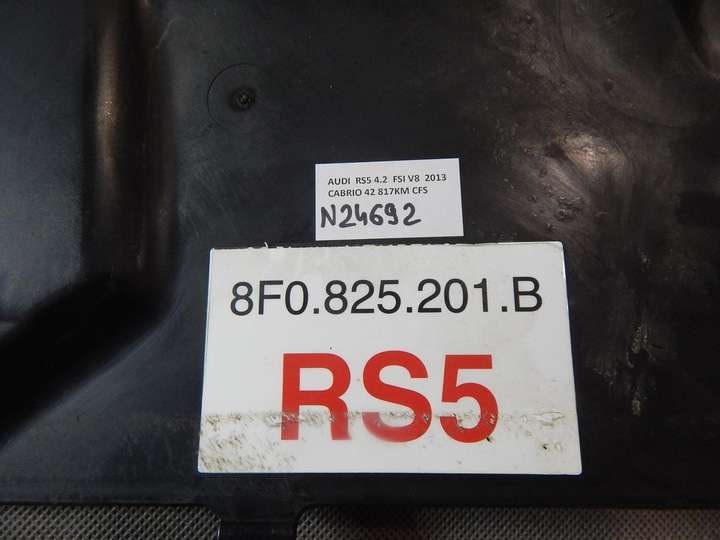 AUDI RS5 4.2 FSI V8 2013
CABRIO 42 817KM CFS
N24692
8F0.825.201.B
RS5